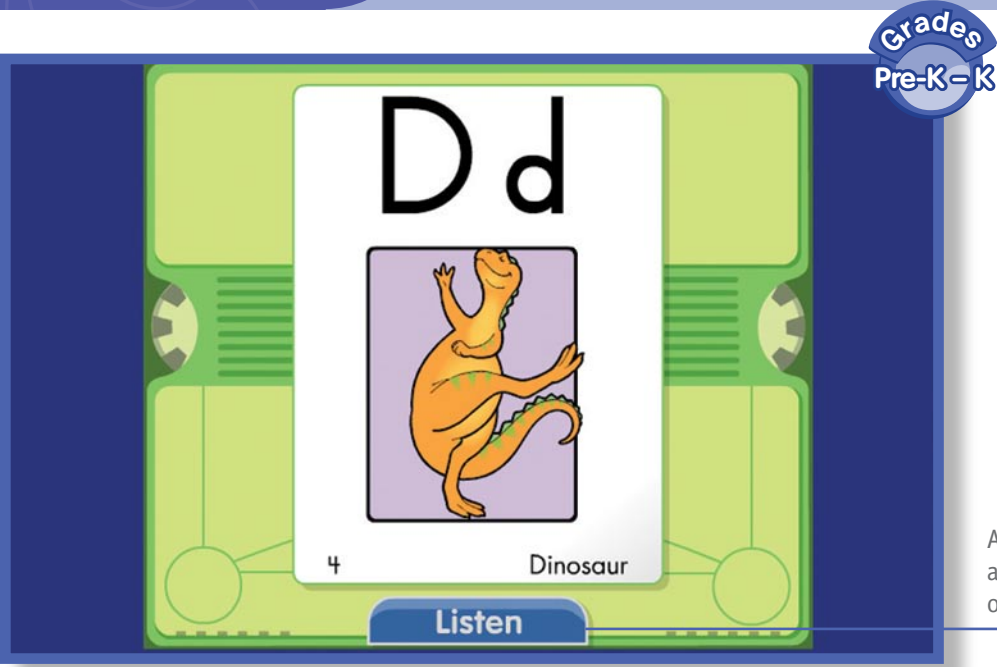 Grades
Pre-K – K
D d
4 Dinosaur
Listen